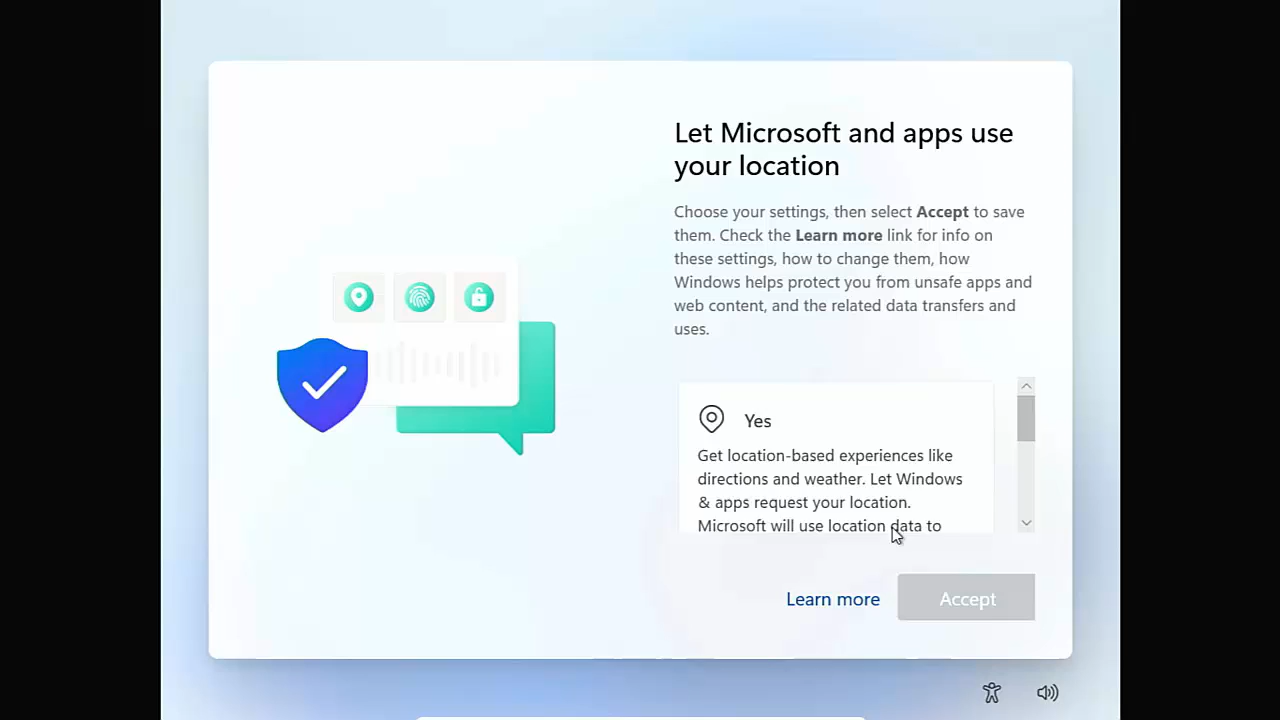 Let Microsoft and apps use
your location
Choose your settings, then select Accept to save
them. Check the Learn more link for info on
these settings, how to change them, how
Windows helps protect you from unsafe apps and
web content, and the related data transfers and
uses.
Yes
Get location-based experiences like
directions and weather. Let Windows
& apps request your location.
Microsoft will use location data to
Learn more
Accept